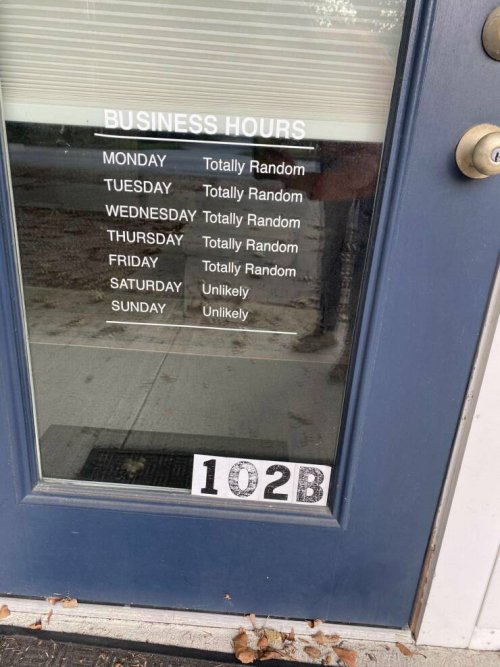 BUSINESS HOURS
MONDAY Totally Random
TUESDAY Totally Random
WEDNESDAY Totally Random
THURSDAY Totally Random
FRIDAY Totally Random
SATURDAY Unlikely
SUNDAY Unlikely
102B